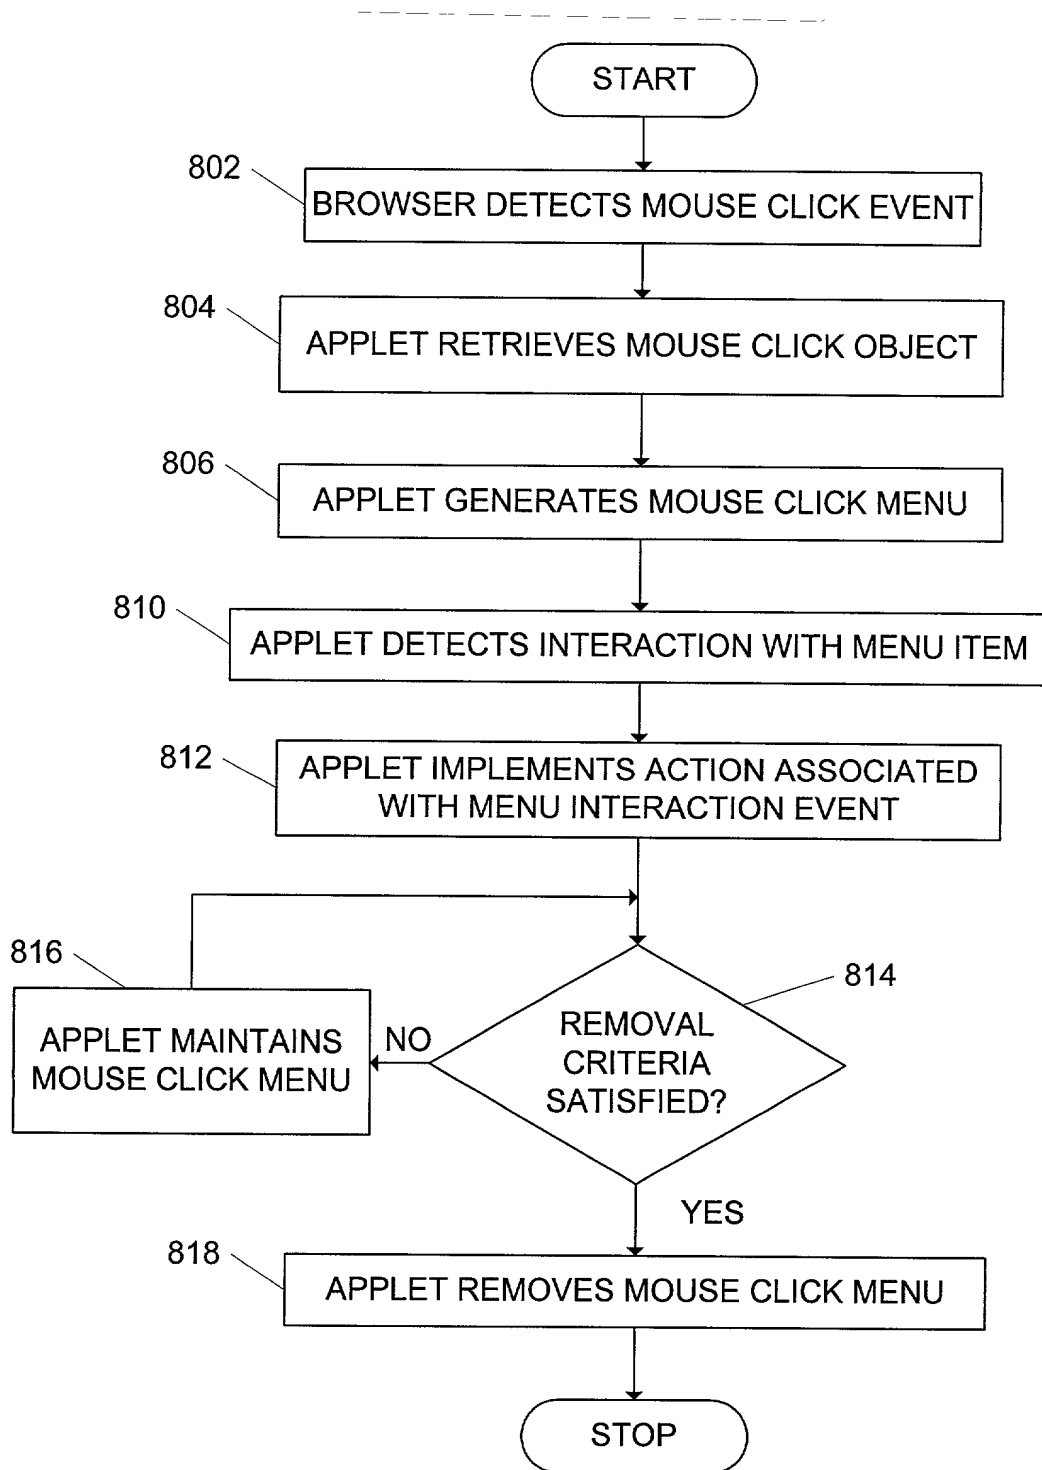 START
802
BROWSER DETECTS MOUSE CLICK EVENT
804
APPLET RETRIEVES MOUSE CLICK OBJECT
806
APPLET GENERATES MOUSE CLICK MENU
810
APPLET DETECTS INTERACTION WITH MENU ITEM
812
APPLET IMPLEMENTS ACTION ASSOCIATED
WITH MENU INTERACTION EVENT
816
APPLET MAINTAINS
MOUSE CLICK MENU
NO
814
REMOVAL
CRITERIA
SATISFIED?
YES
818
APPLET REMOVES MOUSE CLICK MENU
STOP